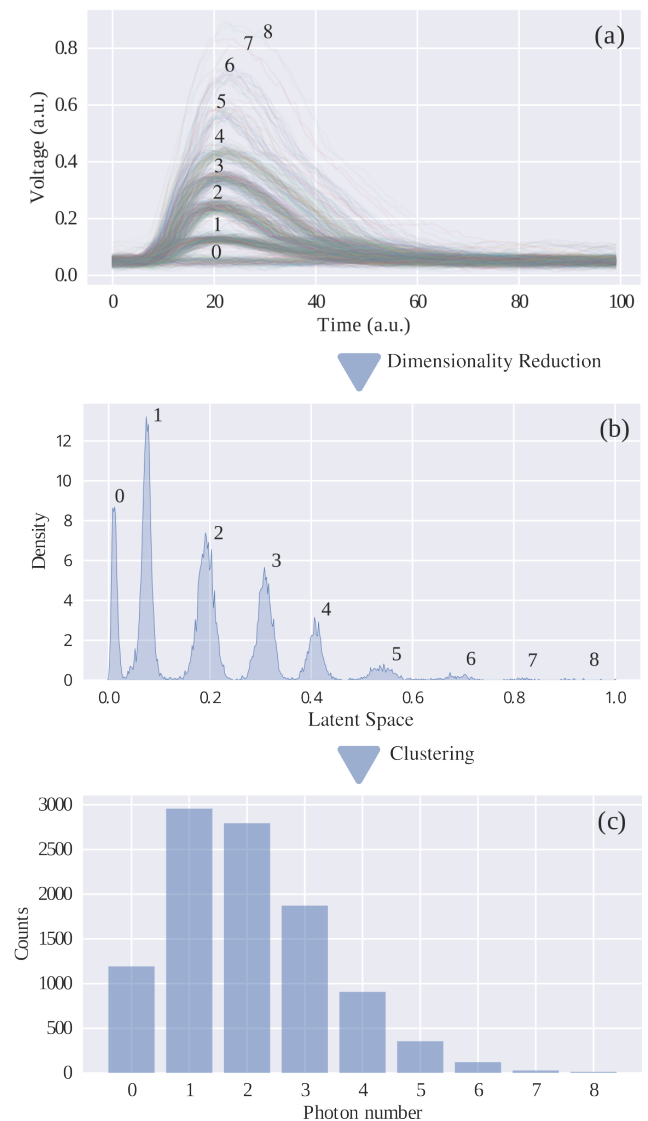 (a)
8
7
6
5
4
3
2
1
0
0.8
0.6
0.4
0.2
0.0
Voltage (a.u.)
0 20 40 60 80 100
Time (a.u.)
Dimensionality Reduction
(b)
0 1 2 3 4 5 6 7 8
12
10
8
6
4
2
0
Density
0.0 0.2 0.4 0.6 0.8 1.0
Latent Space
Clustering
(c)
3000
2500
2000
1500
1000
500
0
Counts
0 1 2 3 4 5 6 7 8
Photon number